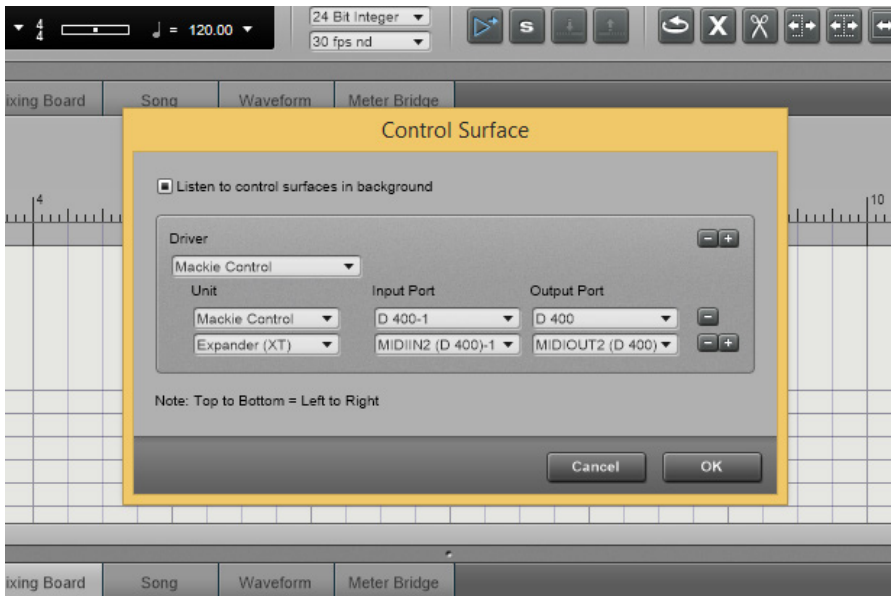 24 Bit Integer
4
4
= 120.00
30 fps nd
S
X
ixing Board Song Waveform Meter Bridge
Control Surface
Listen to control surfaces in background
4
10
Driver
Mackie Control
Unit Input Port Output Port
Mackie Control D 400-1 D 400
Expander (XT) MIDIIN2 (D 400)-1 MIDIOUT2 (D 400)
Note: Top to Bottom = Left to Right
Cancel OK
ixing Board Song Waveform Meter Bridge